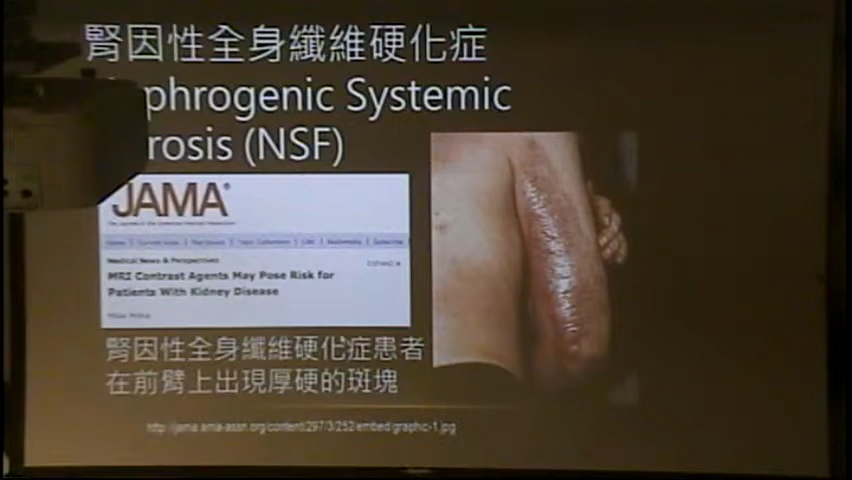 腎因性全身纖維硬化症
phrogenic Systemic
rosis (NSF)
JAMA®
Medical News & Perspectives
MRI Contrast Agents May Pose Risk for
Patients With Kidney Disease
腎因性全身纖維硬化症患者
在前臂上出現厚硬的斑塊
http://jama.ama-assn.org/content/297/3/252/embed/graphic-1.jpg